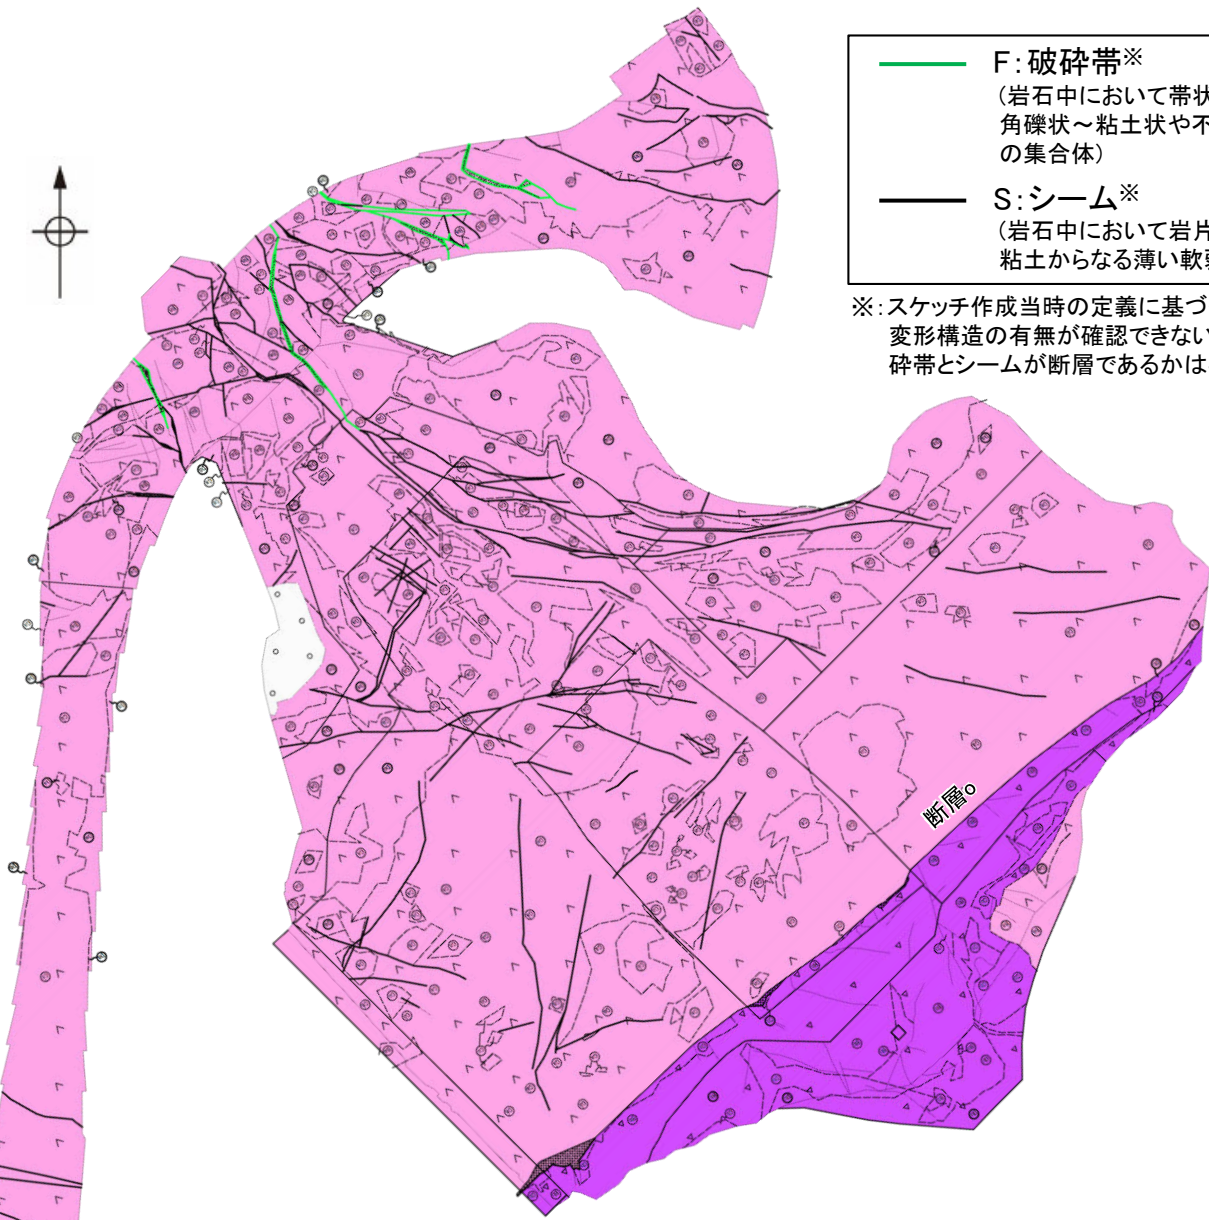 F:破砕帯※
(岩石中において帯状
角礫状~粘土状や不
の集合体)
S:シーム※
(岩石中において岩片
粘土からなる薄い軟弱
※:スケッチ作成当時の定義に基づ
変形構造の有無が確認できない
砕帯とシームが断層であるかは
断層o